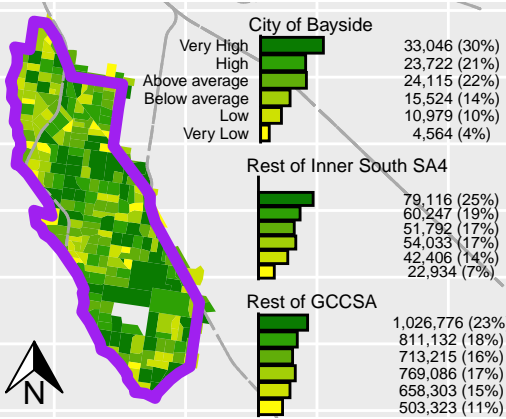 City of Bayside
Very High 33,046 (30%)
High 23,722 (21%)
Above average 24,115 (22%)
Below average 15,524 (14%)
Low 10,979 (10%)
Very Low 4,564 (4%)
Rest of Inner South SA4
79,116 (25%)
60,247 (19%)
51,792 (17%)
54,033 (17%)
42,406 (14%)
22,934 (7%)
Rest of GCCSA
1,026,776 (23%
811,132 (18%)
713,215 (16%)
769,086 (17%)
658,303 (15%)
503,323 (11%)
N